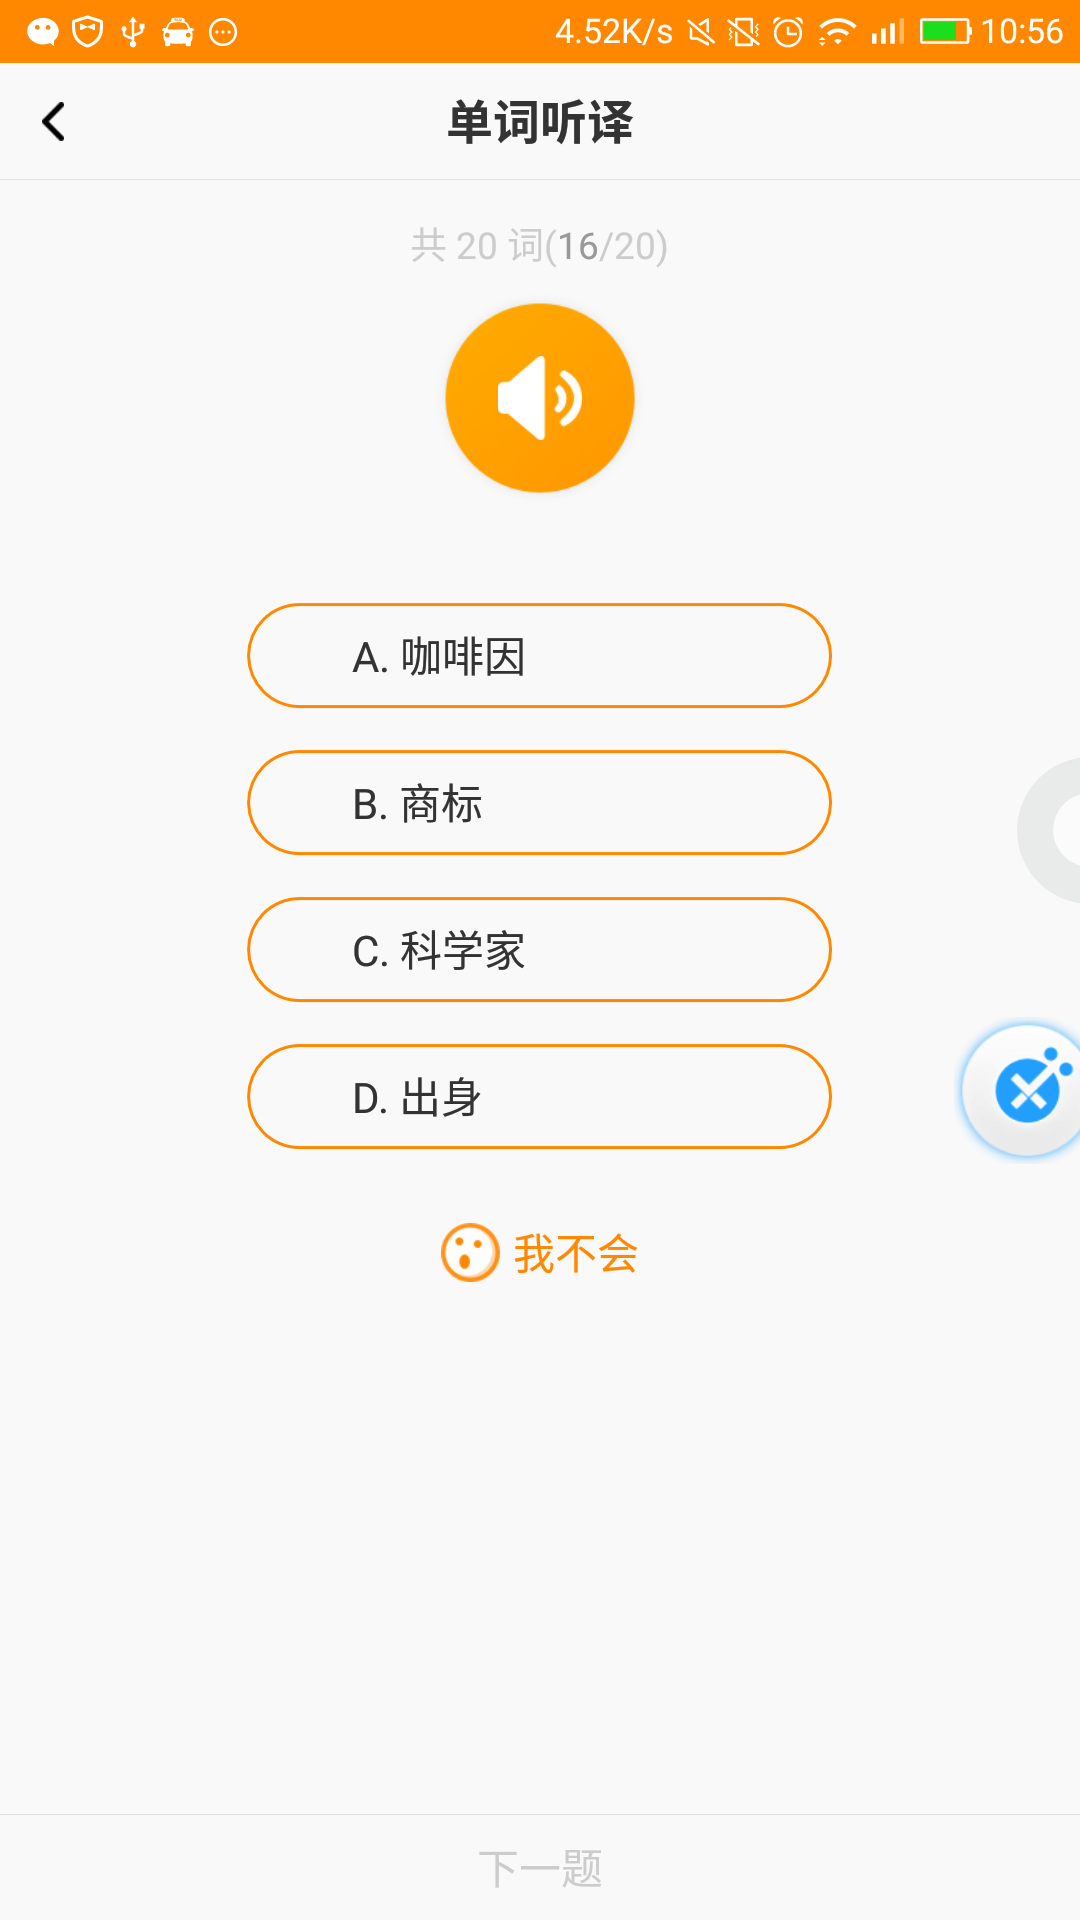 4.52K/s 10:56
单词听译
共 20 词(16/20)
A. 咖啡因
B. 商标
C. 科学家
D. 出身
我不会
下一题